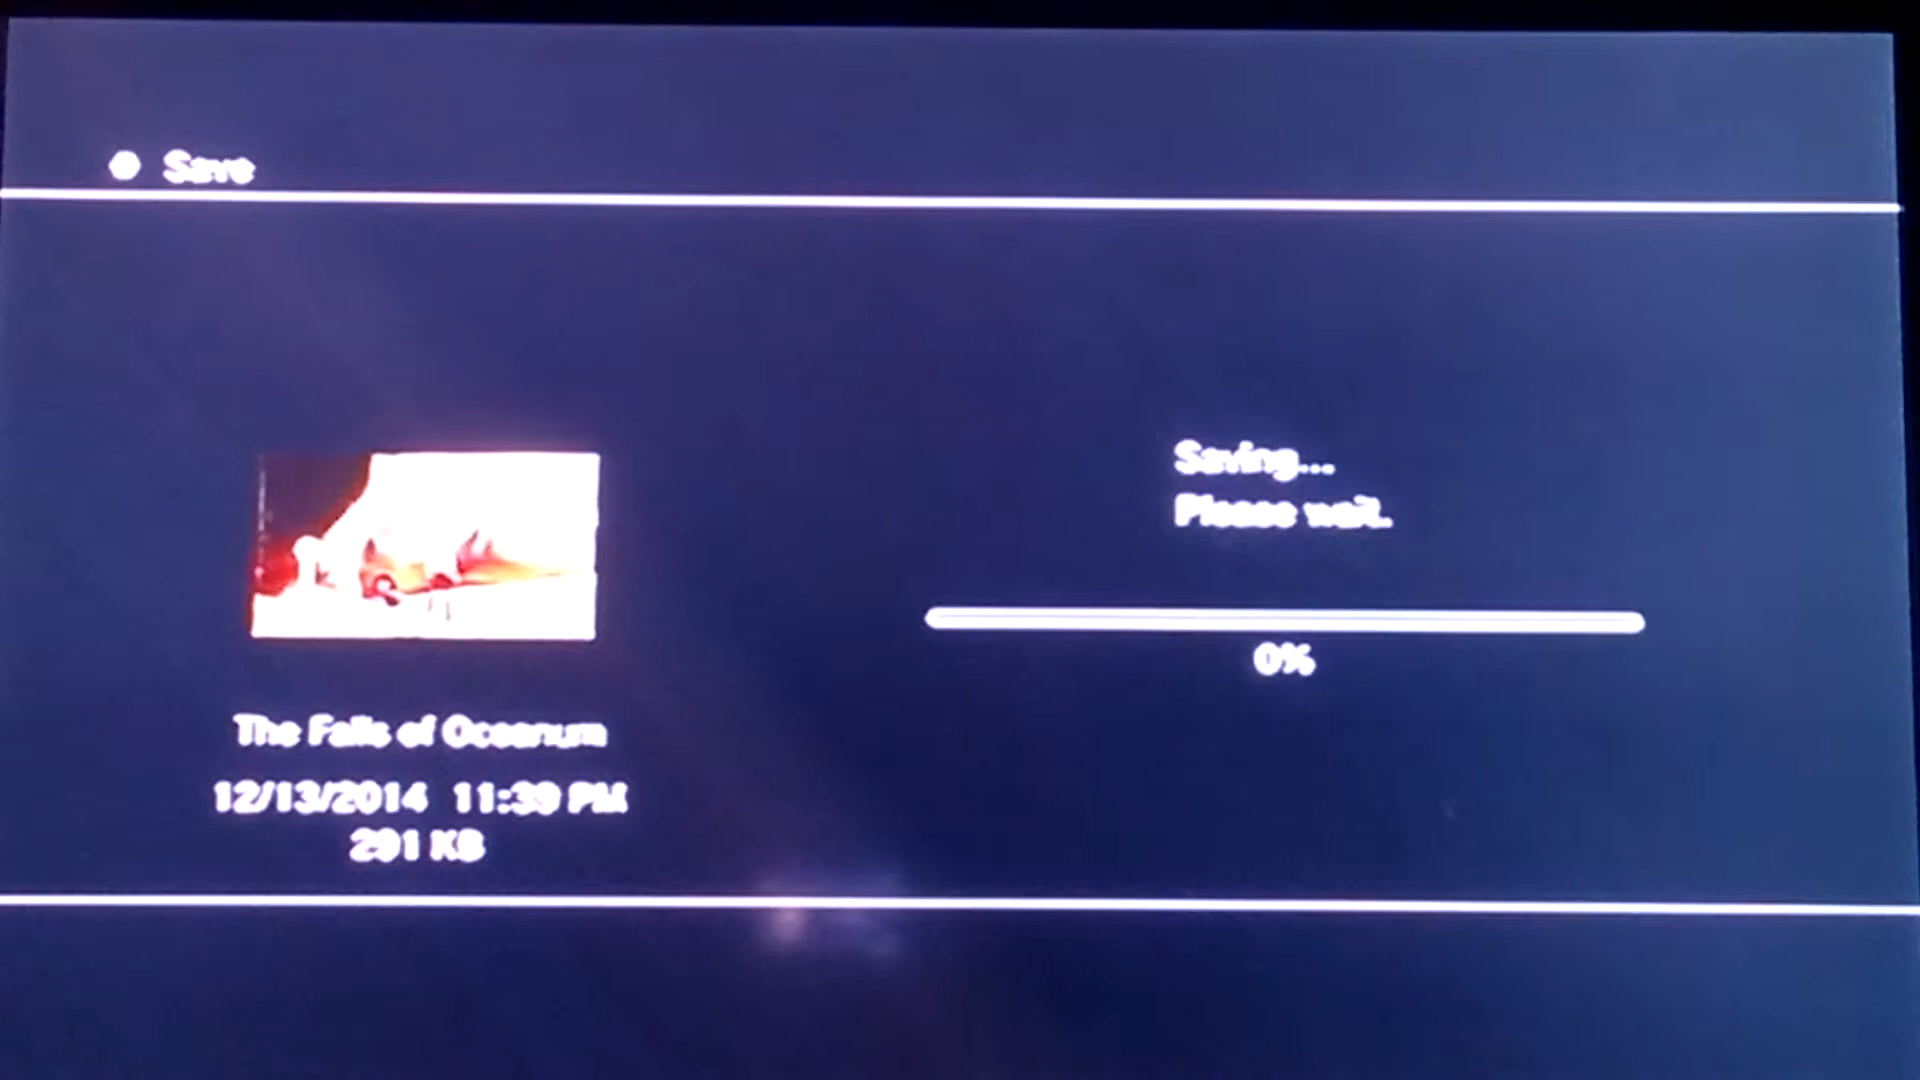 Save
Saving...
Please wait.
0%
The Falls of Oceanum
12/13/2014 11:39 PM
291 KB